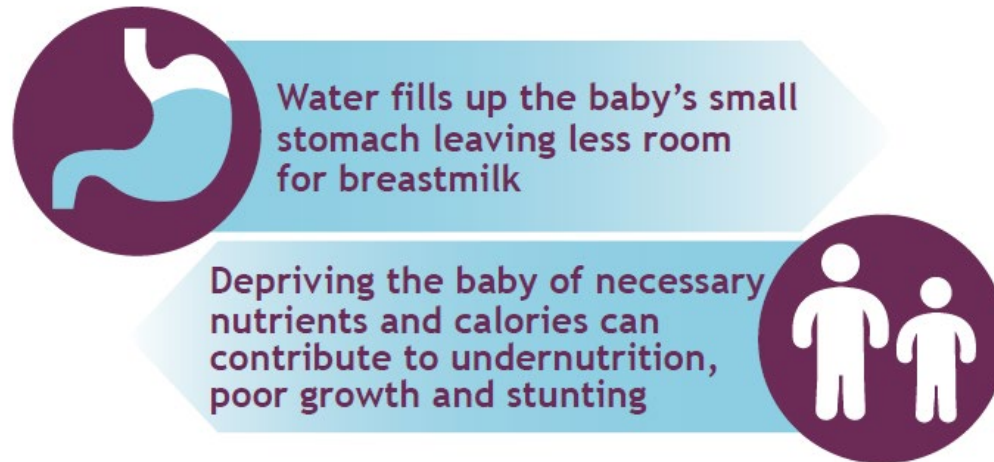 Water fills up the baby’s small
stomach leaving less room
for breastmilk
Depriving the baby of necessary
nutrients and calories can
contribute to undernutrition,
poor growth and stunting